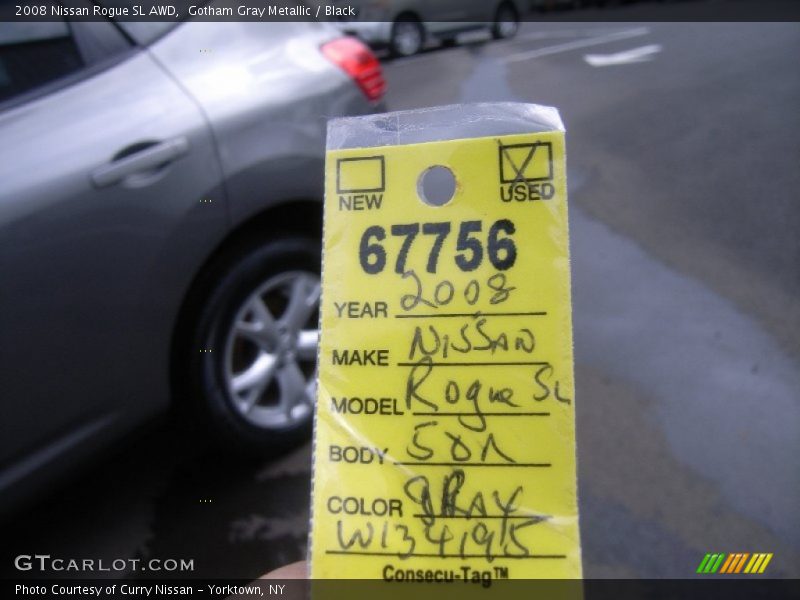 2008 Nissan Rogue SL AWD, Gotham Gray Metallic / Black
NEW USED
67756
YEAR 2008
MAKE NISSAN
MODEL Rogue SL
BODY 5DR
COLOR gRAY
W134195
Consecu-Tag™
GTCARLOT.COM
Photo Courtesy of Curry Nissan - Yorktown, NY